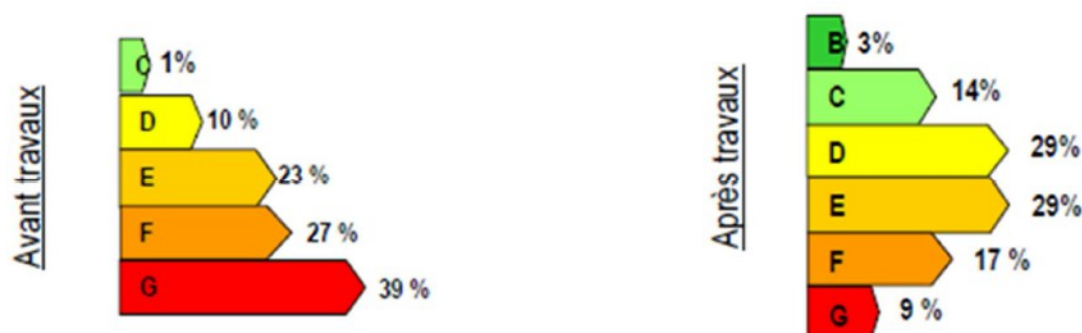 Avant travaux
C 1%
D 10 %
E 23 %
F 27 %
G 39 %
Après travaux
B 3%
C 14%
D 29%
E 29%
F 17 %
G 9 %